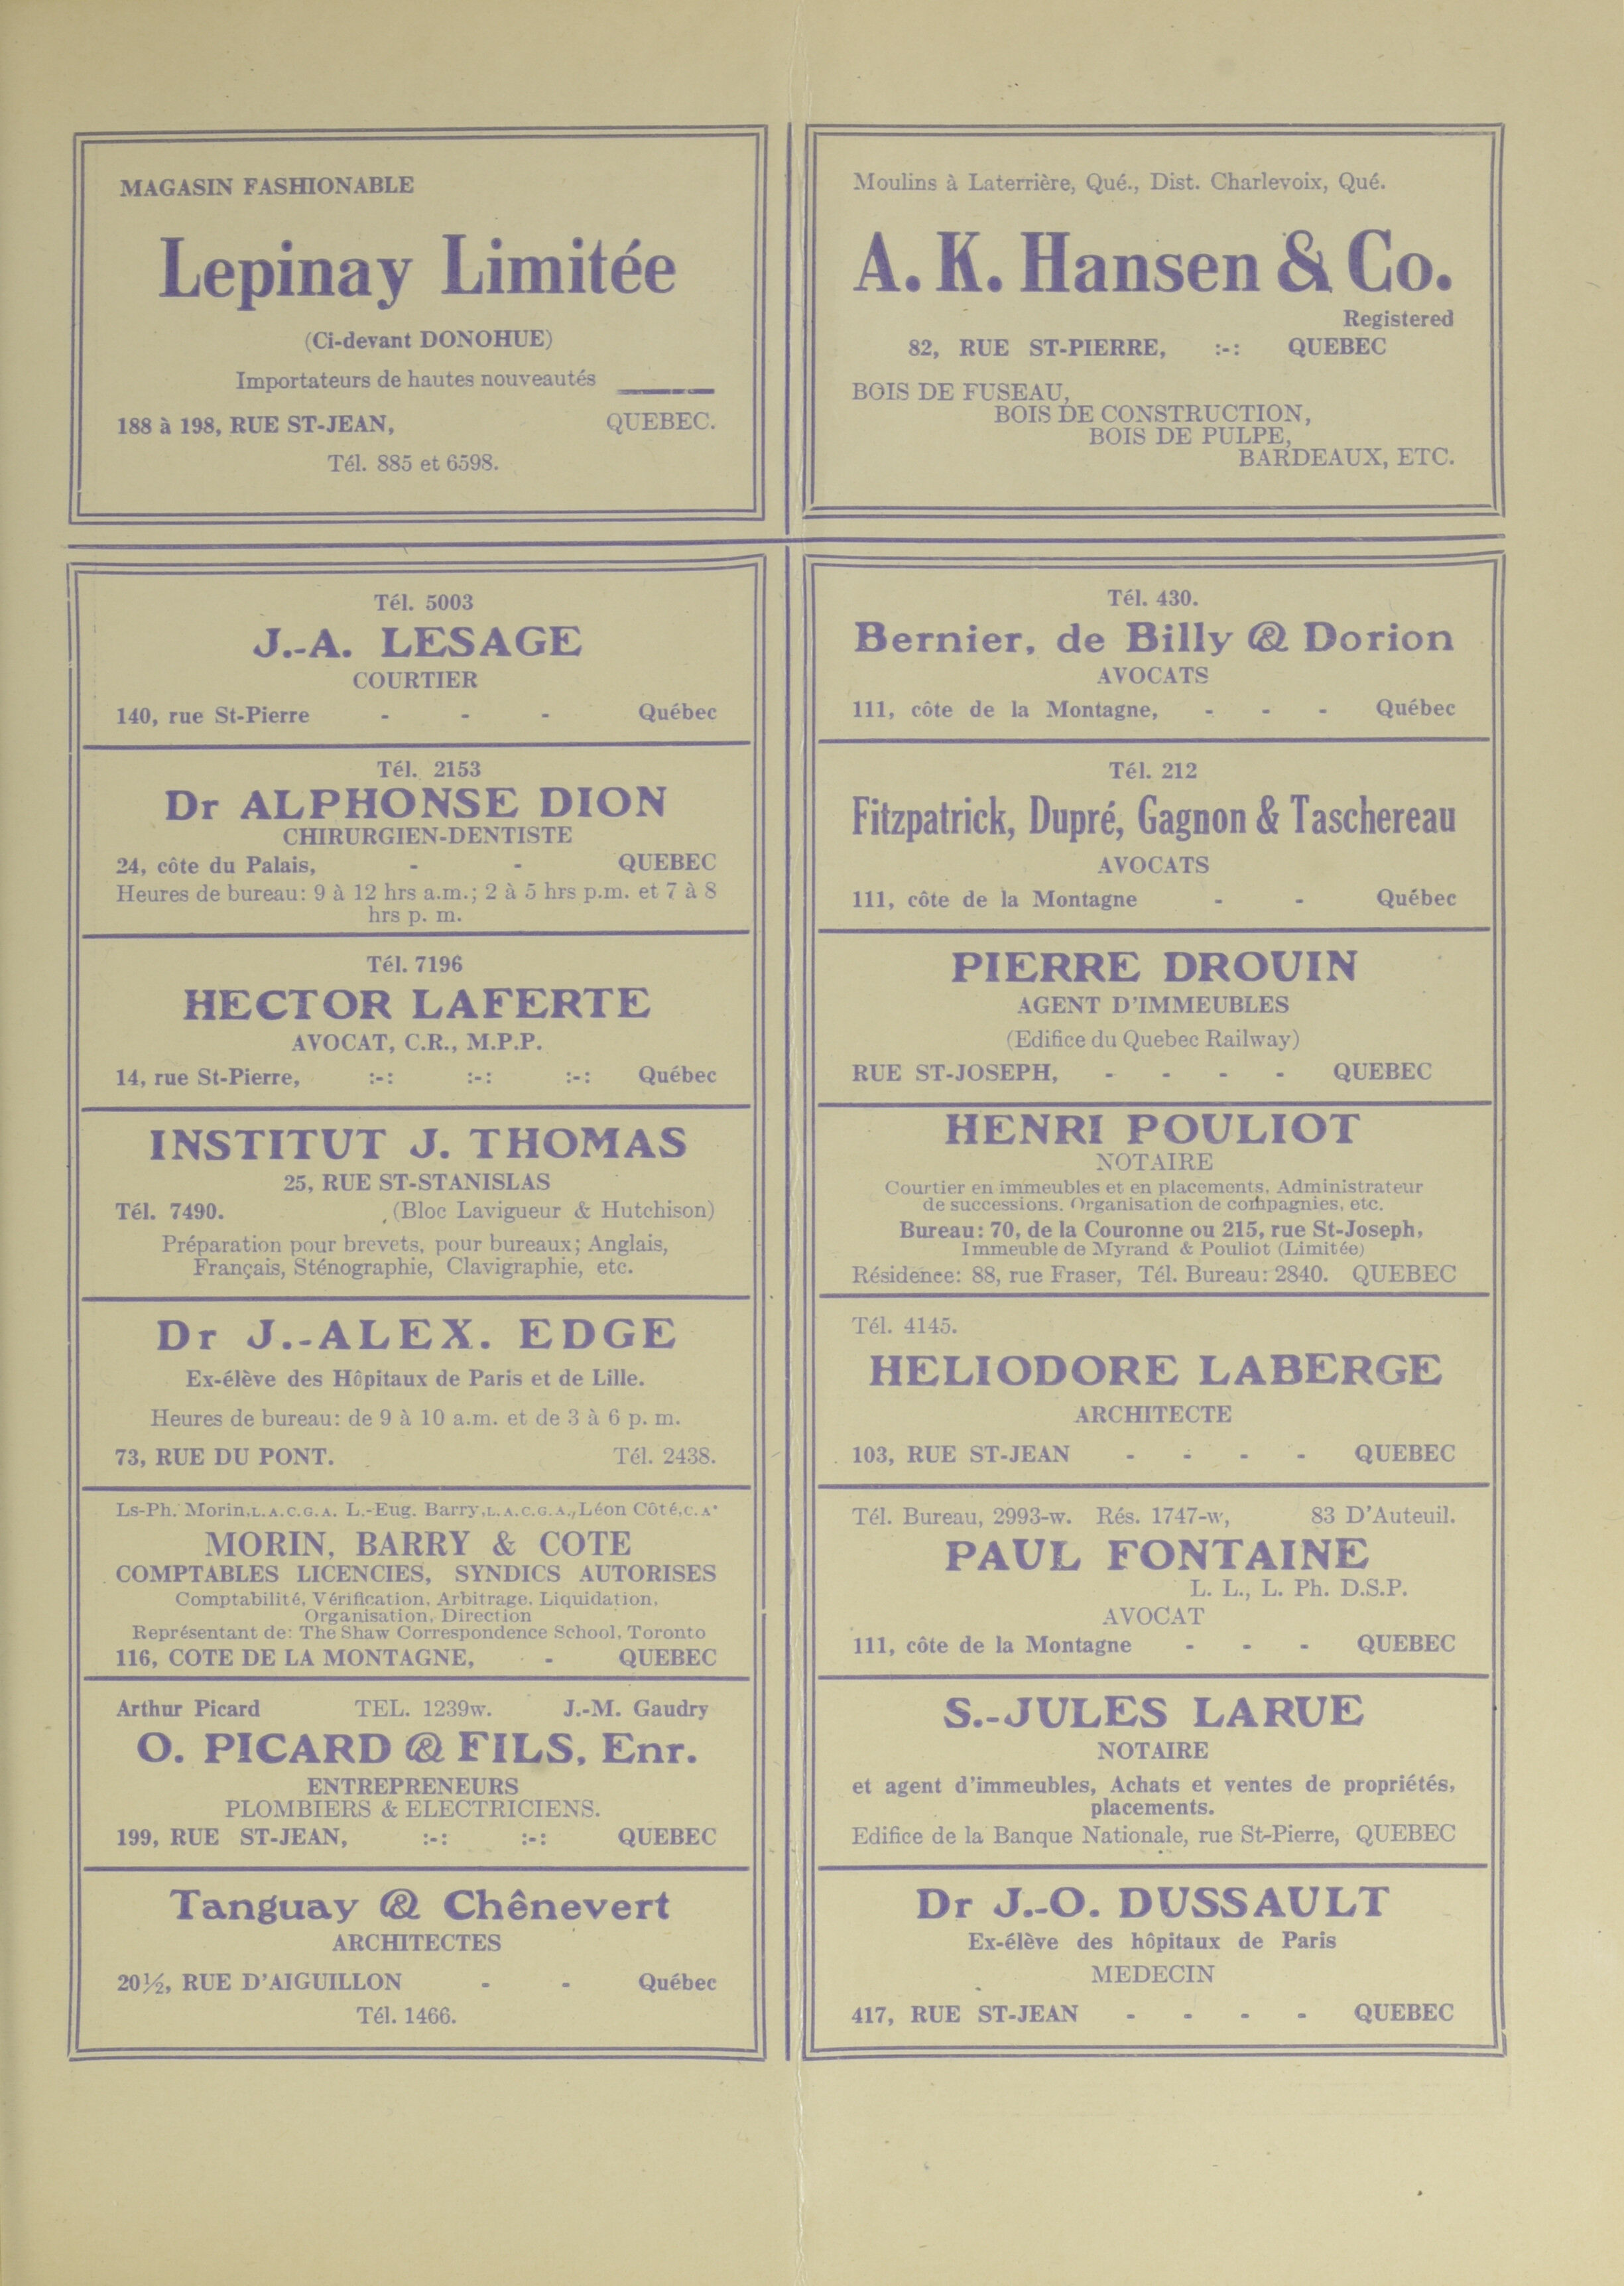 MAGASIN FASHIONABLE
Lepinay Limitée
(Ci-devant DONOHUE)
Importateurs de hautes nouveautés
188 à 198, RUE ST-JEAN, QUEBEC.
Tél. 885 et 6598.
Moulins à Laterrière, Qué., Dist. Charlevoix, Qué.
A. K. Hansen & Co.
Registered
82, RUE ST-PIERRE, :-: QUEBEC
BOIS DE FUSEAU,
BOIS DE CONSTRUCTION,
BOIS DE PULPE,
BARDEAUX, ETC.
Tél. 5003
J.-A. LESAGE
COURTIER
140, rue St-Pierre - - - Québec
Tél. 2153
Dr ALPHONSE DION
CHIRURGIEN-DENTISTE
24, côte du Palais, - - QUEBEC
Heures de bureau: 9 à 12 hrs a.m.; 2 à 5 hrs p.m. et 7 à 8
hrs p. m.
Tél. 7196
HECTOR LAFERTE
AVOCAT, C.R., M.P.P.
14, rue St-Pierre, :-: :-: :-: Québec
INSTITUT J. THOMAS
25, RUE ST-STANISLAS
Tél. 7490. (Bloc Lavigueur & Hutchison)
Préparation pour brevets, pour bureaux; Anglais,
Français, Sténographie, Clavigraphie, etc.
Dr J.-ALEX. EDGE
Ex-élève des Hôpitaux de Paris et de Lille.
Heures de bureau: de 9 à 10 a.m. et de 3 à 6 p. m.
73, RUE DU PONT. Tél. 2438.
Ls-Ph. Morin, L.A.C.G.A. L.-Eug. Barry, L.A.C.G.A., Léon Côté, C.A.
MORIN, BARRY & COTE
COMPTABLES LICENCIES, SYNDICS AUTORISES
Comptabilité, Vérification, Arbitrage, Liquidation,
Organisation, Direction
Représentant de: The Shaw Correspondence School, Toronto
116, COTE DE LA MONTAGNE, - QUEBEC
Arthur Picard TEL. 1239w. J.-M. Gaudry
O. PICARD & FILS, Enr.
ENTREPRENEURS
PLOMBIERS & ELECTRICIENS.
199, RUE ST-JEAN, :-: :-: QUEBEC
Tanguay & Chênevert
ARCHITECTES
20½, RUE D'AIGUILLON - - Québec
Tél. 1466.
Tél. 430.
Bernier, de Billy & Dorion
AVOCATS
111, côte de la Montagne, - - - Québec
Tél. 212
Fitzpatrick, Dupré, Gagnon & Taschereau
AVOCATS
111, côte de la Montagne - - Québec
PIERRE DROUIN
AGENT D'IMMEUBLES
(Edifice du Quebec Railway)
RUE ST-JOSEPH, - - - - QUEBEC
HENRI POULIOT
NOTAIRE
Courtier en immeubles et en placements, Administrateur
de successions. Organisation de compagnies, etc.
Bureau: 70, de la Couronne ou 215, rue St-Joseph,
Immeuble de Myrand & Pouliot (Limitée)
Résidence: 88, rue Fraser, Tél. Bureau: 2840. QUEBEC
Tél. 4145.
HELIODORE LABERGE
ARCHITECTE
103, RUE ST-JEAN - - - - QUEBEC
Tél. Bureau, 2993-w. Rés. 1747-w, 83 D'Auteuil.
PAUL FONTAINE
L. L., L. Ph. D.S.P.
AVOCAT
111, côte de la Montagne - - - QUEBEC
S.-JULES LARUE
NOTAIRE
et agent d'immeubles, Achats et ventes de propriétés,
placements.
Edifice de la Banque Nationale, rue St-Pierre, QUEBEC
Dr J.-O. DUSSAULT
Ex-élève des hôpitaux de Paris
MEDECIN
417, RUE ST-JEAN - - - - QUEBEC